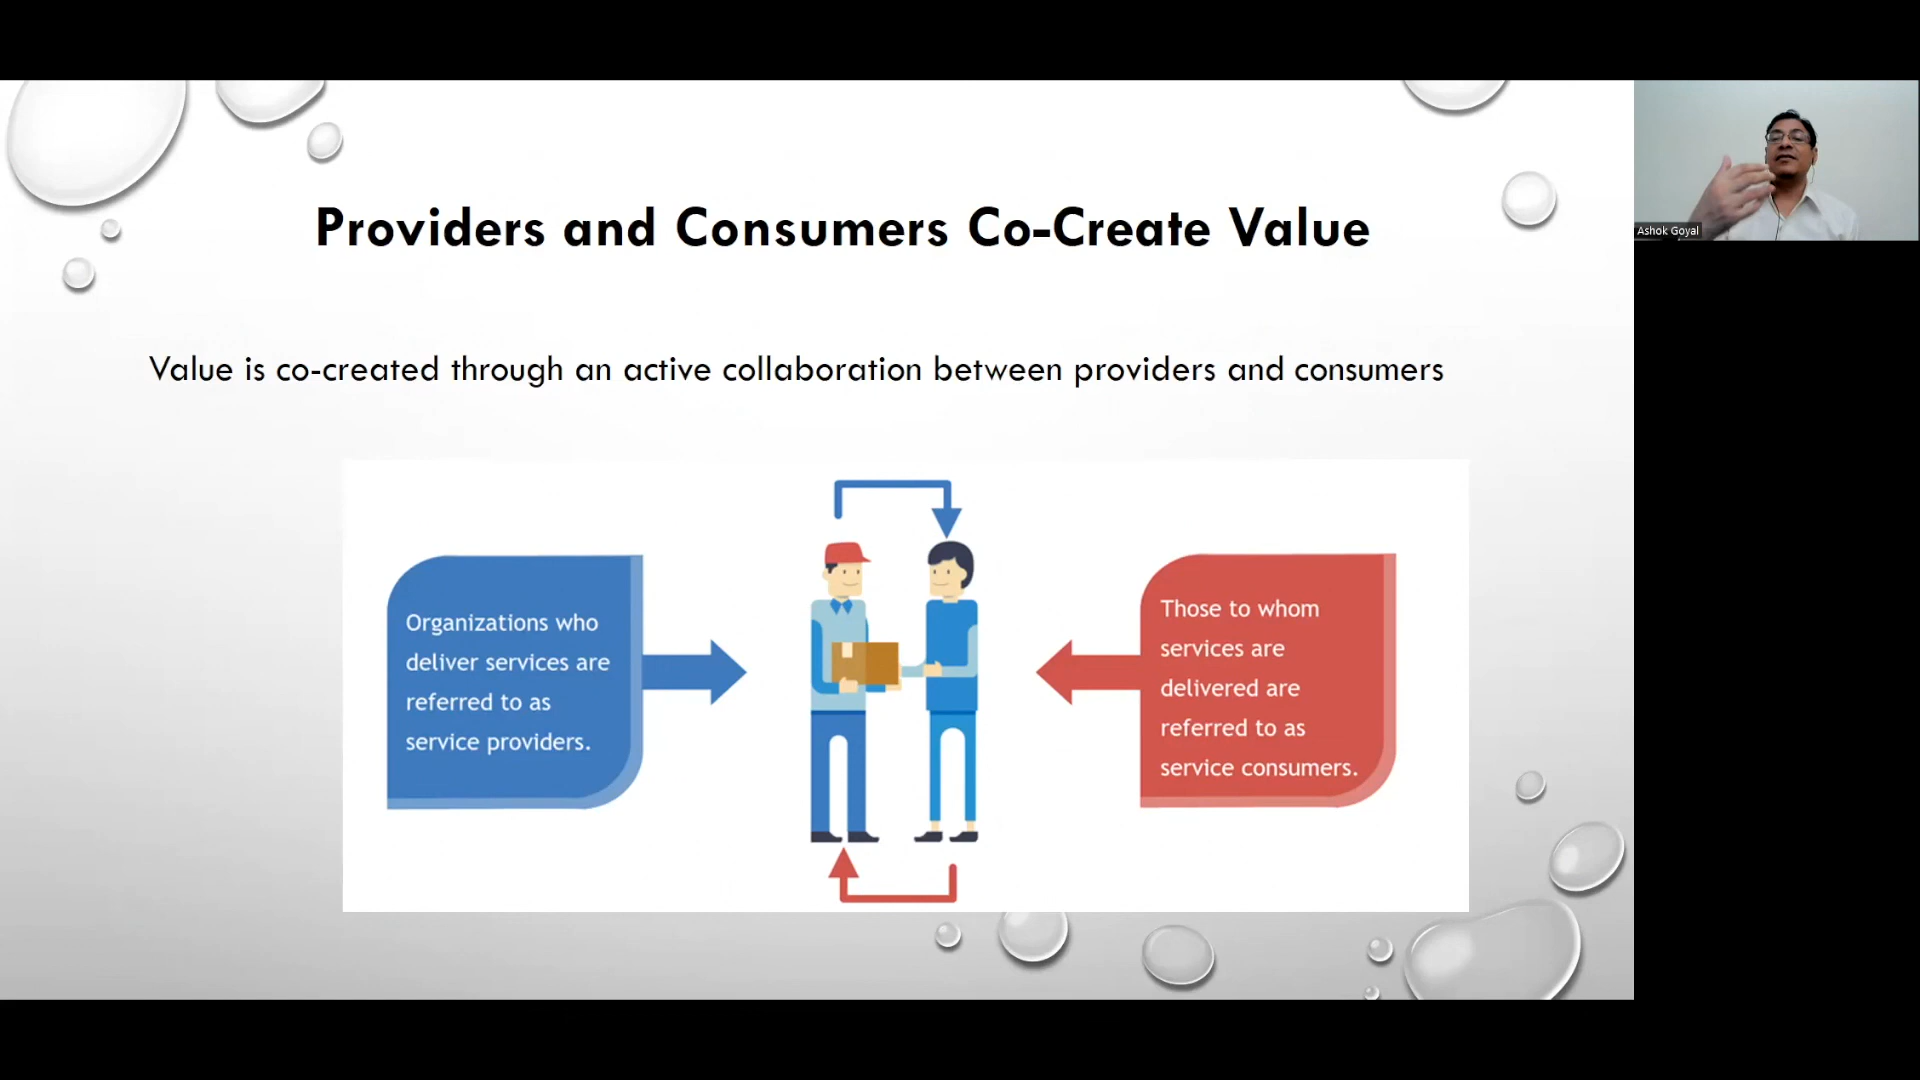 Providers and Consumers Co-Create Value
Value is co-created through an active collaboration between providers and consumers
Organizations who
deliver services are
referred to as
service providers.
Those to whom
services are
delivered are
referred to as
service consumers.
Ashok Goyal